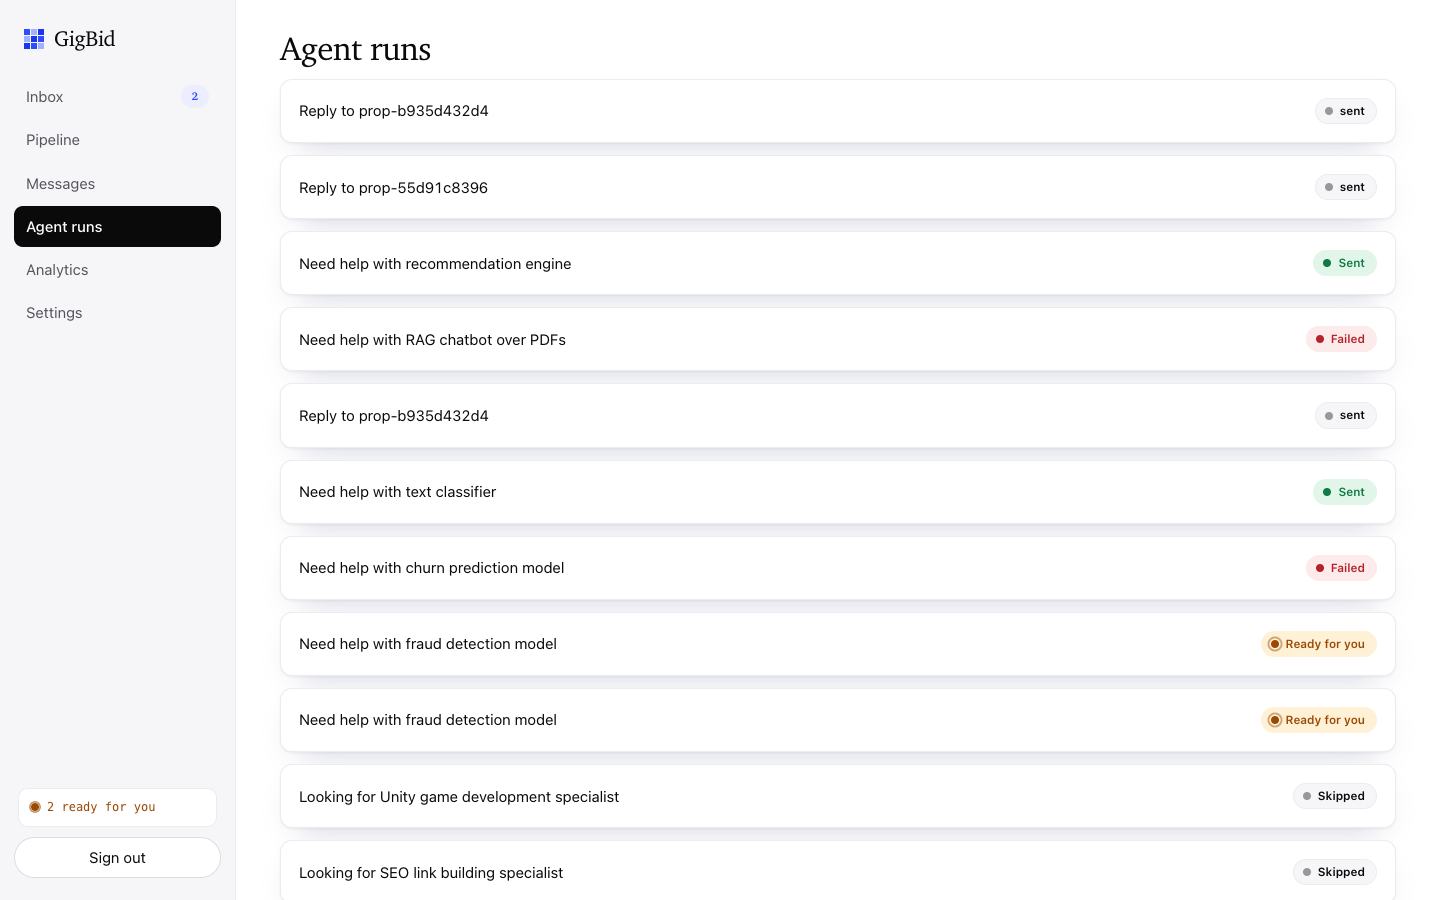 GigBid
Inbox 2
Pipeline
Messages
Agent runs
Analytics
Settings
2 ready for you
Sign out
Agent runs
Reply to prop-b935d432d4 sent
Reply to prop-55d91c8396 sent
Need help with recommendation engine Sent
Need help with RAG chatbot over PDFs Failed
Reply to prop-b935d432d4 sent
Need help with text classifier Sent
Need help with churn prediction model Failed
Need help with fraud detection model Ready for you
Need help with fraud detection model Ready for you
Looking for Unity game development specialist Skipped
Looking for SEO link building specialist Skipped